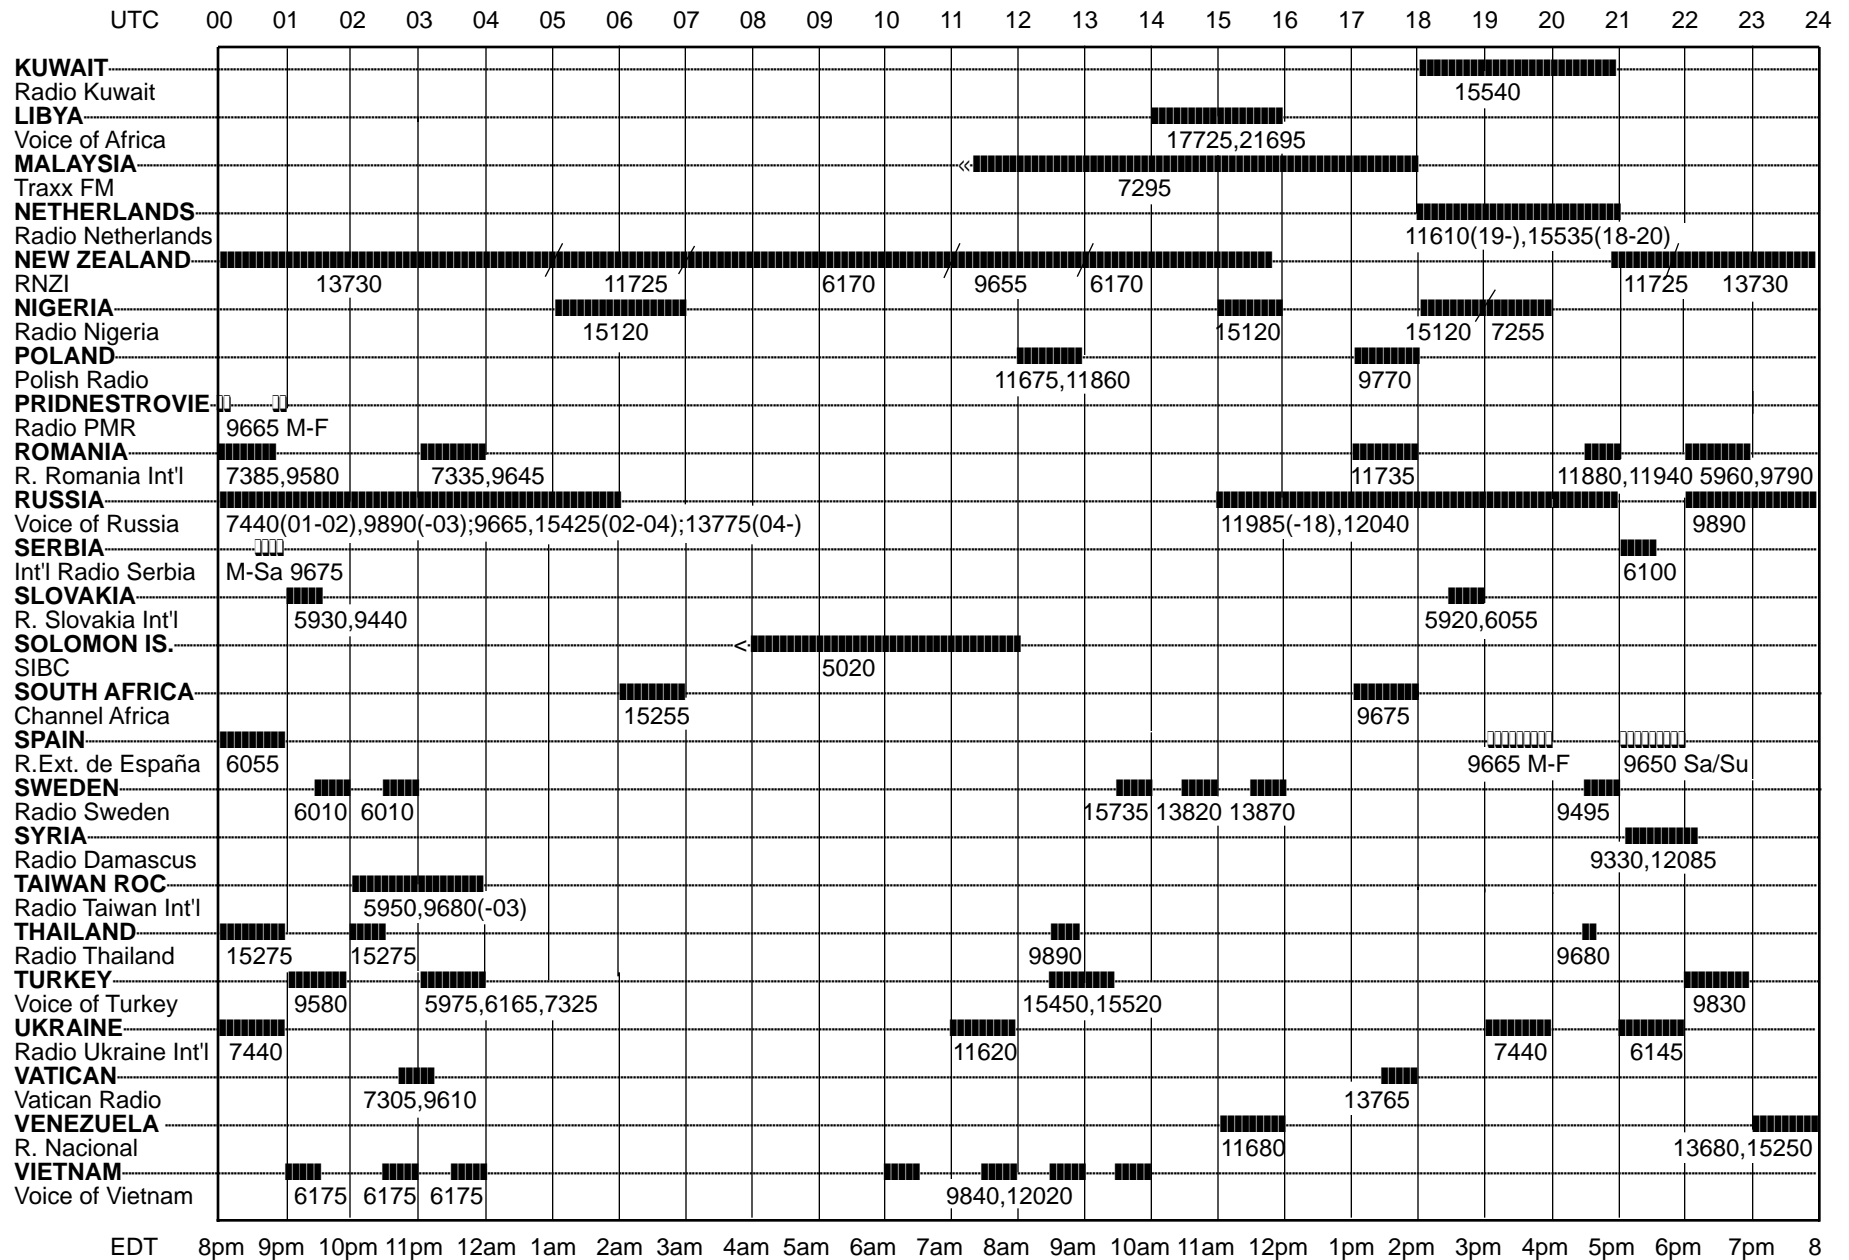 UTC 00 01 02 03 04 05 06 07 08 09 10 11 12 13 14 15 16 17 18 19 20 21 22 23 24
KUWAIT
Radio Kuwait 15540
LIBYA
Voice of Africa 17725,21695
MALAYSIA «
Traxx FM 7295
NETHERLANDS
Radio Netherlands 11610(19-),15535(18-20)
NEW ZEALAND / / / / /
RNZI 13730 11725 6170 9655 6170 11725 13730
NIGERIA /
Radio Nigeria 15120 15120 15120 7255
POLAND
Polish Radio 11675,11860 9770
PRIDNESTROVIE
Radio PMR 9665 M-F
ROMANIA
R. Romania Int'l 7385,9580 7335,9645 11735 11880,11940 5960,9790
RUSSIA
Voice of Russia 7440(01-02),9890(-03);9665,15425(02-04);13775(04-) 11985(-18),12040 9890
SERBIA
Int'l Radio Serbia M-Sa 9675 6100
SLOVAKIA
R. Slovakia Int'l 5930,9440 5920,6055
SOLOMON IS. <
SIBC 5020
SOUTH AFRICA
Channel Africa 15255 9675
SPAIN
R.Ext. de España 6055 9665 M-F 9650 Sa/Su
SWEDEN
Radio Sweden 6010 6010 15735 13820 13870 9495
SYRIA
Radio Damascus 9330,12085
TAIWAN ROC
Radio Taiwan Int'l 5950,9680(-03)
THAILAND
Radio Thailand 15275 15275 9890 9680
TURKEY
Voice of Turkey 9580 5975,6165,7325 15450,15520 9830
UKRAINE
Radio Ukraine Int'l 7440 11620 7440 6145
VATICAN
Vatican Radio 7305,9610 13765
VENEZUELA
R. Nacional 11680 13680,15250
VIETNAM
Voice of Vietnam 6175 6175 6175 9840,12020
EDT 8pm 9pm 10pm 11pm 12am 1am 2am 3am 4am 5am 6am 7am 8am 9am 10am 11am 12pm 1pm 2pm 3pm 4pm 5pm 6pm 7pm 8